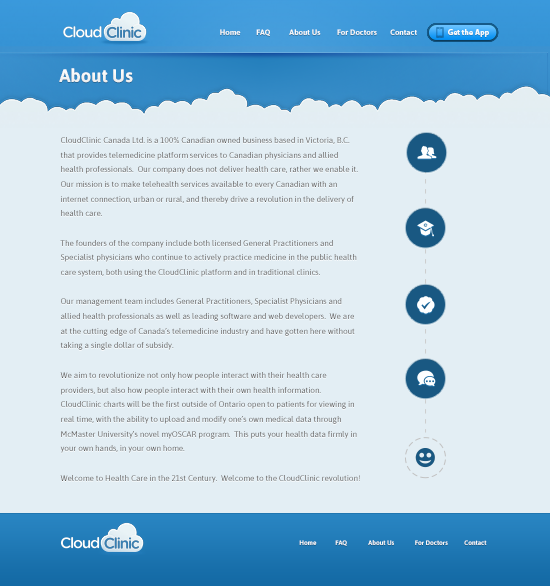 CloudClinic
Home FAQ About Us For Doctors Contact Get the App
About Us
CloudClinic Canada Ltd. is a 100% Canadian owned business based in Victoria, B.C.
that provides telemedicine platform services to Canadian physicians and allied
health professionals. Our company does not deliver health care, rather we enable it.
Our mission is to make telehealth services available to every Canadian with an
internet connection, urban or rural, and thereby drive a revolution in the delivery of
health care.
The founders of the company include both licensed General Practitioners and
Specialist physicians who continue to actively practice medicine in the public health
care system, both using the CloudClinic platform and in traditional clinics.
Our management team includes General Practitioners, Specialist Physicians and
allied health professionals as well as leading software and web developers. We are
at the cutting edge of Canada's telemedicine industry and have gotten here without
taking a single dollar of subsidy.
We aim to revolutionize not only how people interact with their health care
providers, but also how people interact with their own health information.
CloudClinic charts will be the first outside of Ontario open to patients for viewing in
real time, with the ability to upload and modify one's own medical data through
McMaster University's novel myOSCAR program. This puts your health data firmly in
your own hands, in your own home.
Welcome to Health Care in the 21st Century. Welcome to the CloudClinic revolution!
CloudClinic
Home FAQ About Us For Doctors Contact